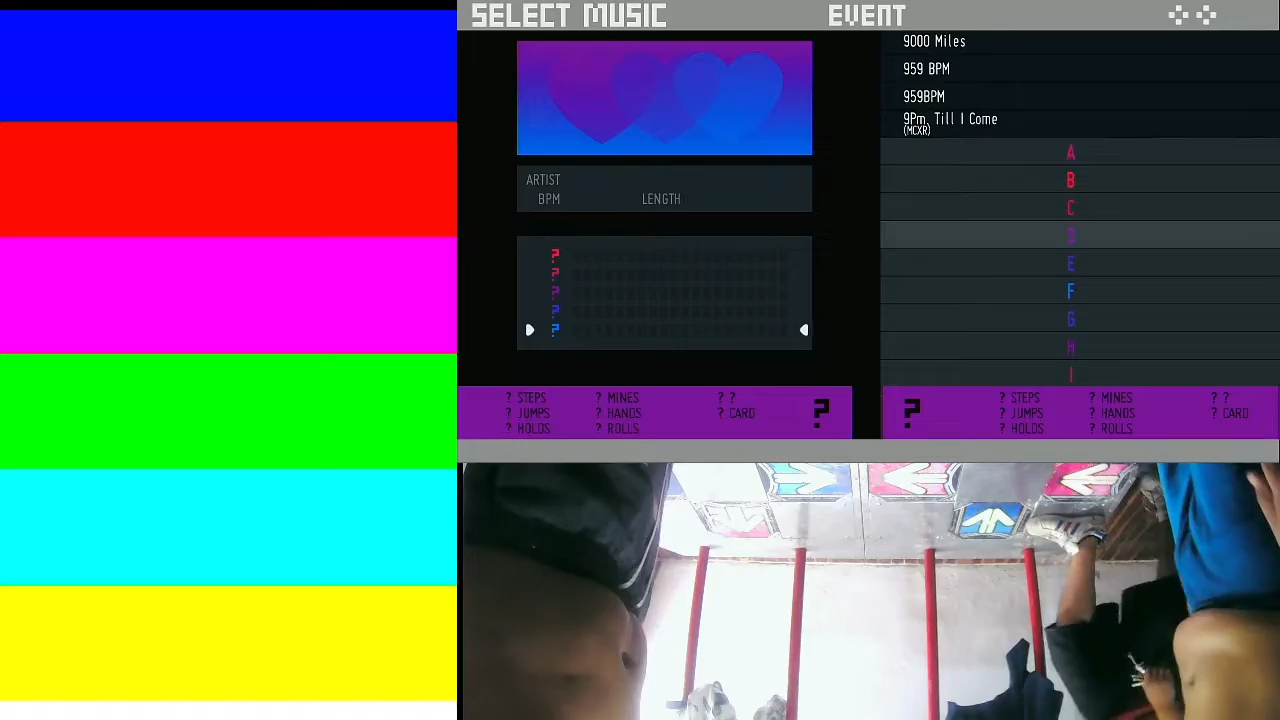 SELECT MUSIC
EVENT
ARTIST
BPM
LENGTH
?
?
?
?
?
9000 Miles
959 BPM
959BPM
9Pm, Till I Come
(MCXR)
A
B
C
D
E
F
G
H
I
? STEPS ? MINES ? ?
? JUMPS ? HANDS ? CARD
? HOLDS ? ROLLS
?
?
? STEPS ? MINES ? ?
? JUMPS ? HANDS ? CARD
? HOLDS ? ROLLS